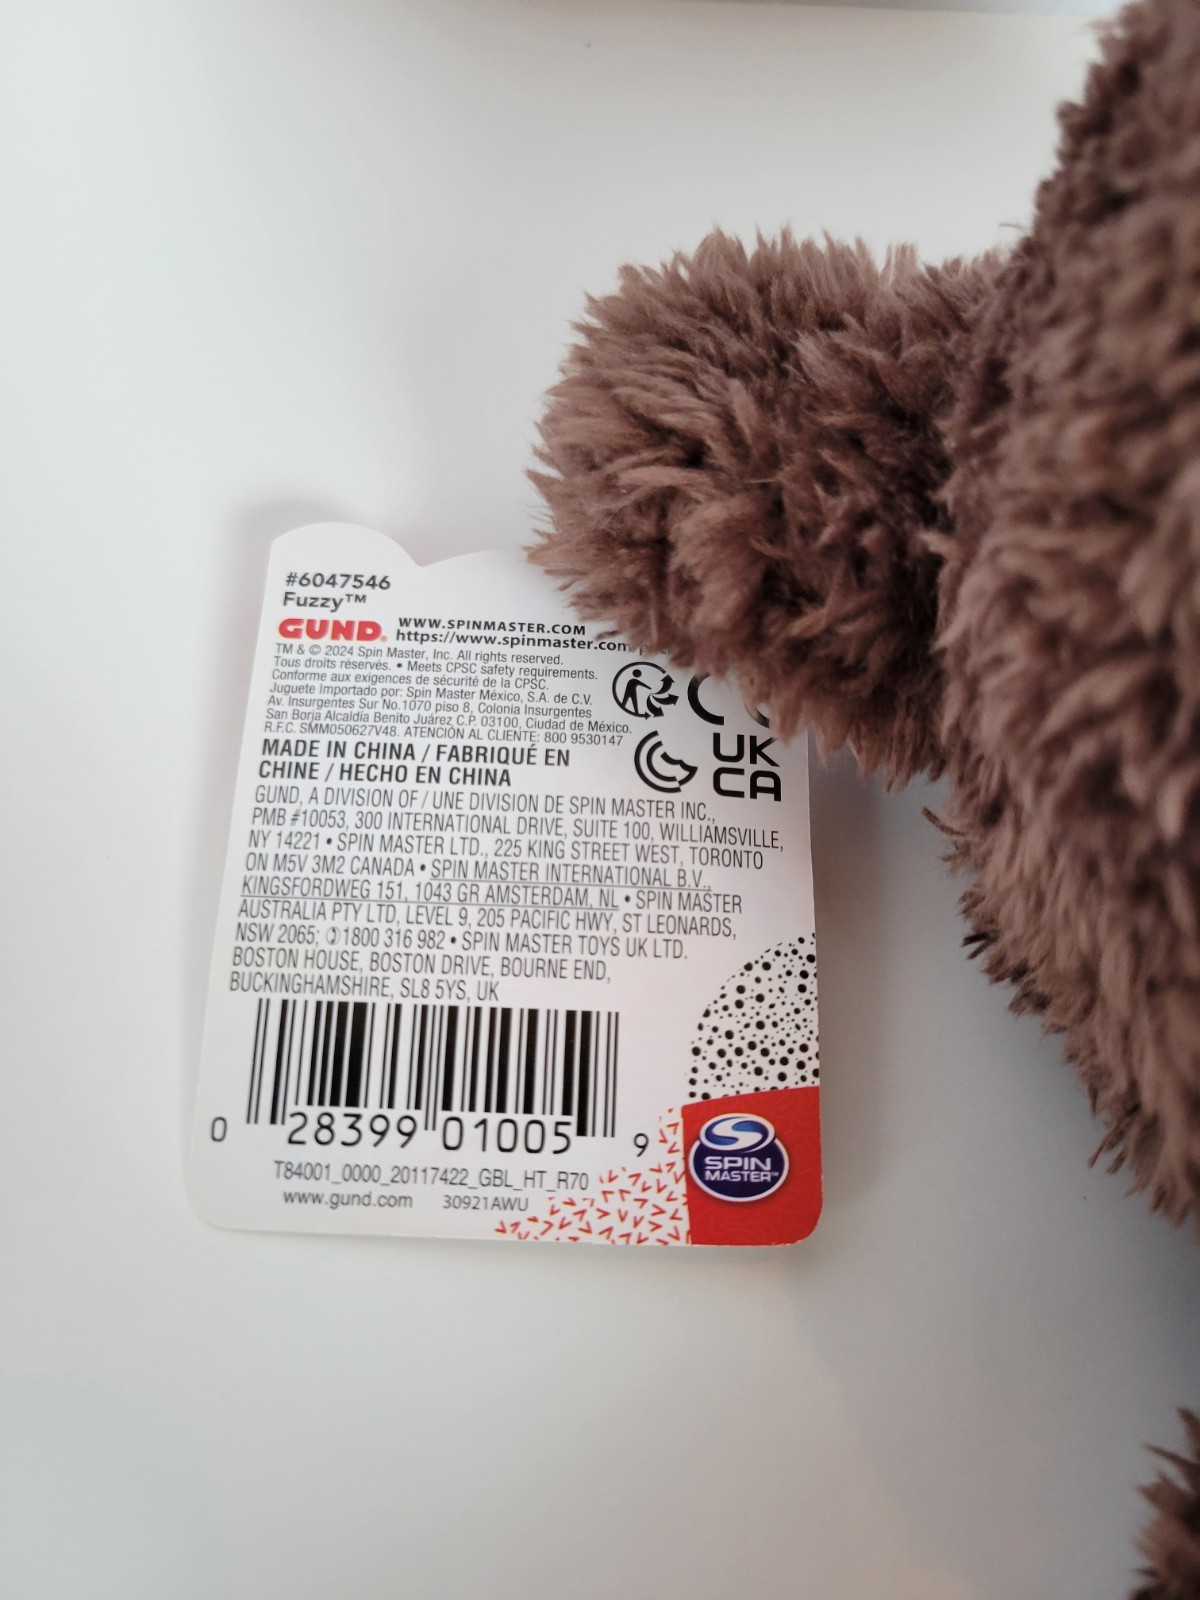 #6047546
Fuzzy™
GUND® WWW.SPINMASTER.COM
https://www.spinmaster.com
TM & © 2024 Spin Master, Inc. All rights reserved.
Tous droits réservés. • Meets CPSC safety requirements.
Conforme aux exigences de sécurité de la CPSC.
Juguete Importado por: Spin Master México, S.A. de C.V.
Av. Insurgentes Sur No.1070 piso 8, Colonia Insurgentes
San Borja Alcaldía Benito Juárez C.P. 03100, Ciudad de México.
R.F.C. SMM050627V48. ATENCIÓN AL CLIENTE: 800 9530147
MADE IN CHINA / FABRIQUÉ EN
CHINE / HECHO EN CHINA
UK
CA
GUND, A DIVISION OF / UNE DIVISION DE SPIN MASTER INC.,
PMB #10053, 300 INTERNATIONAL DRIVE, SUITE 100, WILLIAMSVILLE,
NY 14221 • SPIN MASTER LTD., 225 KING STREET WEST, TORONTO
ON M5V 3M2 CANADA • SPIN MASTER INTERNATIONAL B.V.,
KINGSFORDWEG 151, 1043 GR AMSTERDAM, NL • SPIN MASTER
AUSTRALIA PTY LTD, LEVEL 9, 205 PACIFIC HWY, ST LEONARDS,
NSW 2065; 1800 316 982 • SPIN MASTER TOYS UK LTD.
BOSTON HOUSE, BOSTON DRIVE, BOURNE END,
BUCKINGHAMSHIRE, SL8 5YS, UK
0 28399 01005 9
T84001_0000_20117422_GBL_HT_R70
www.gund.com 30921AWU
SPIN
MASTER™